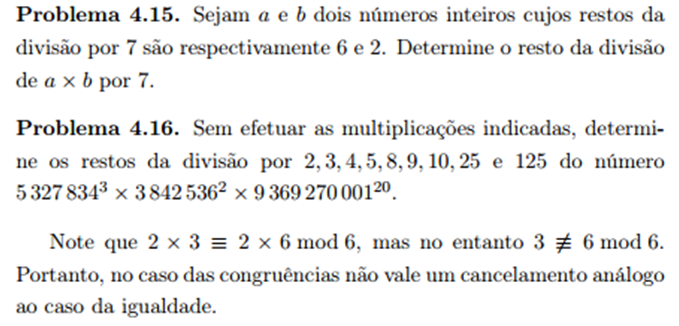 Problema 4.15. Sejam a e b dois números inteiros cujos restos da
divisão por 7 são respectivamente 6 e 2. Determine o resto da divisão
de a × b por 7.
Problema 4.16. Sem efetuar as multiplicações indicadas, determi-
ne os restos da divisão por 2, 3, 4, 5, 8, 9, 10, 25 e 125 do número
5 327 834³ × 3 842 536² × 9 369 270 001²⁰.
Note que 2 × 3 ≡ 2 × 6 mod 6, mas no entanto 3 ≢ 6 mod 6.
Portanto, no caso das congruências não vale um cancelamento análogo
ao caso da igualdade.